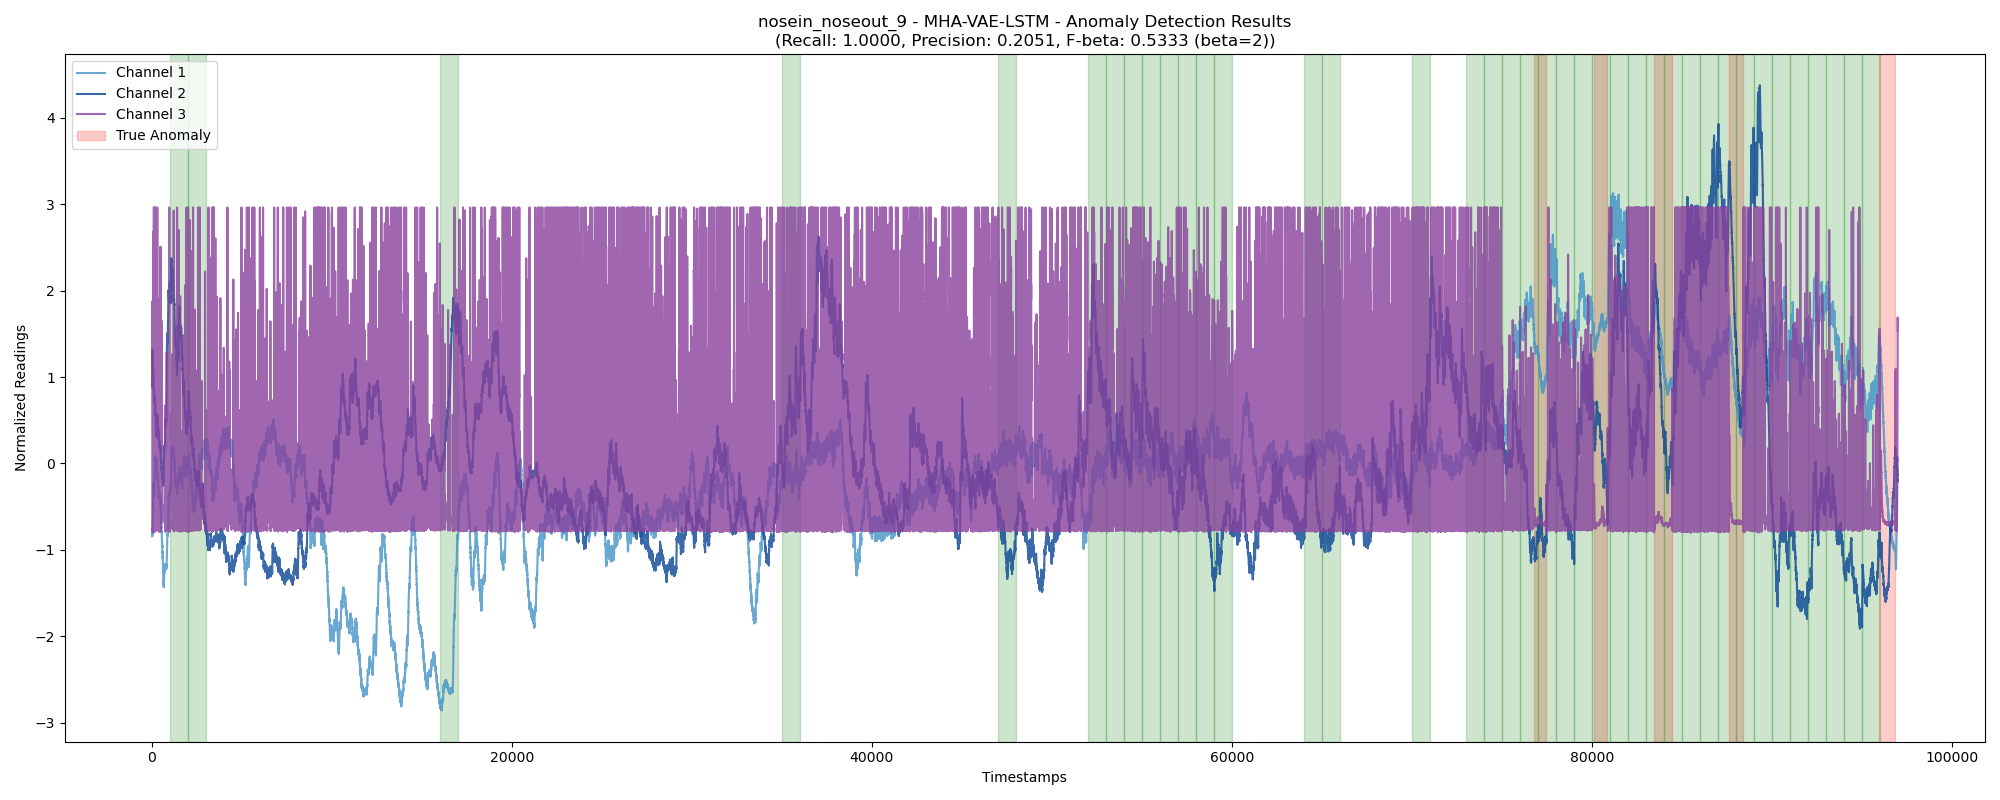 nosein_noseout_9 - MHA-VAE-LSTM - Anomaly Detection Results
(Recall: 1.0000, Precision: 0.2051, F-beta: 0.5333 (beta=2))
Channel 1
Channel 2
Channel 3
True Anomaly
Normalized Readings
4
3
2
1
0
−1
−2
−3
0
20000
40000
60000
80000
100000
Timestamps